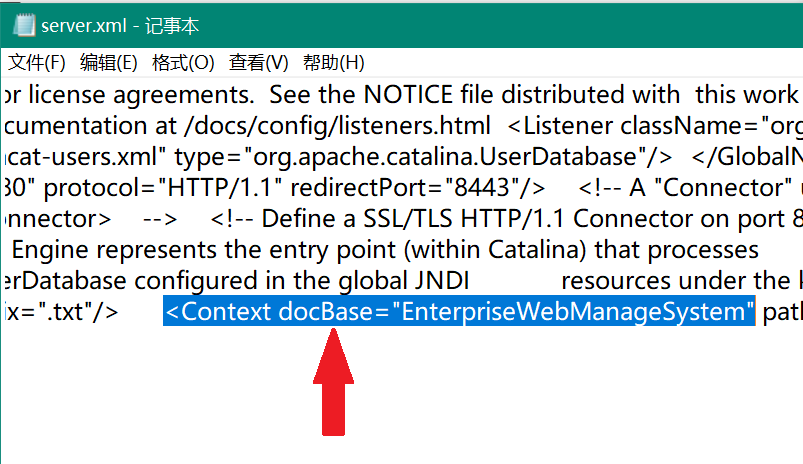 server.xml - 记事本
文件(F) 编辑(E) 格式(O) 查看(V) 帮助(H)
or license agreements.  See the NOTICE file distributed with  this work
cumentation at /docs/config/listeners.html  <Listener className="org
cat-users.xml" type="org.apache.catalina.UserDatabase"/>  </GlobalN
80" protocol="HTTP/1.1" redirectPort="8443"/>    <!-- A "Connector" u
onnector>    -->    <!-- Define a SSL/TLS HTTP/1.1 Connector on port 8
Engine represents the entry point (within Catalina) that processes
erDatabase configured in the global JNDI          resources under the k
ix=".txt"/>      <Context docBase="EnterpriseWebManageSystem" path